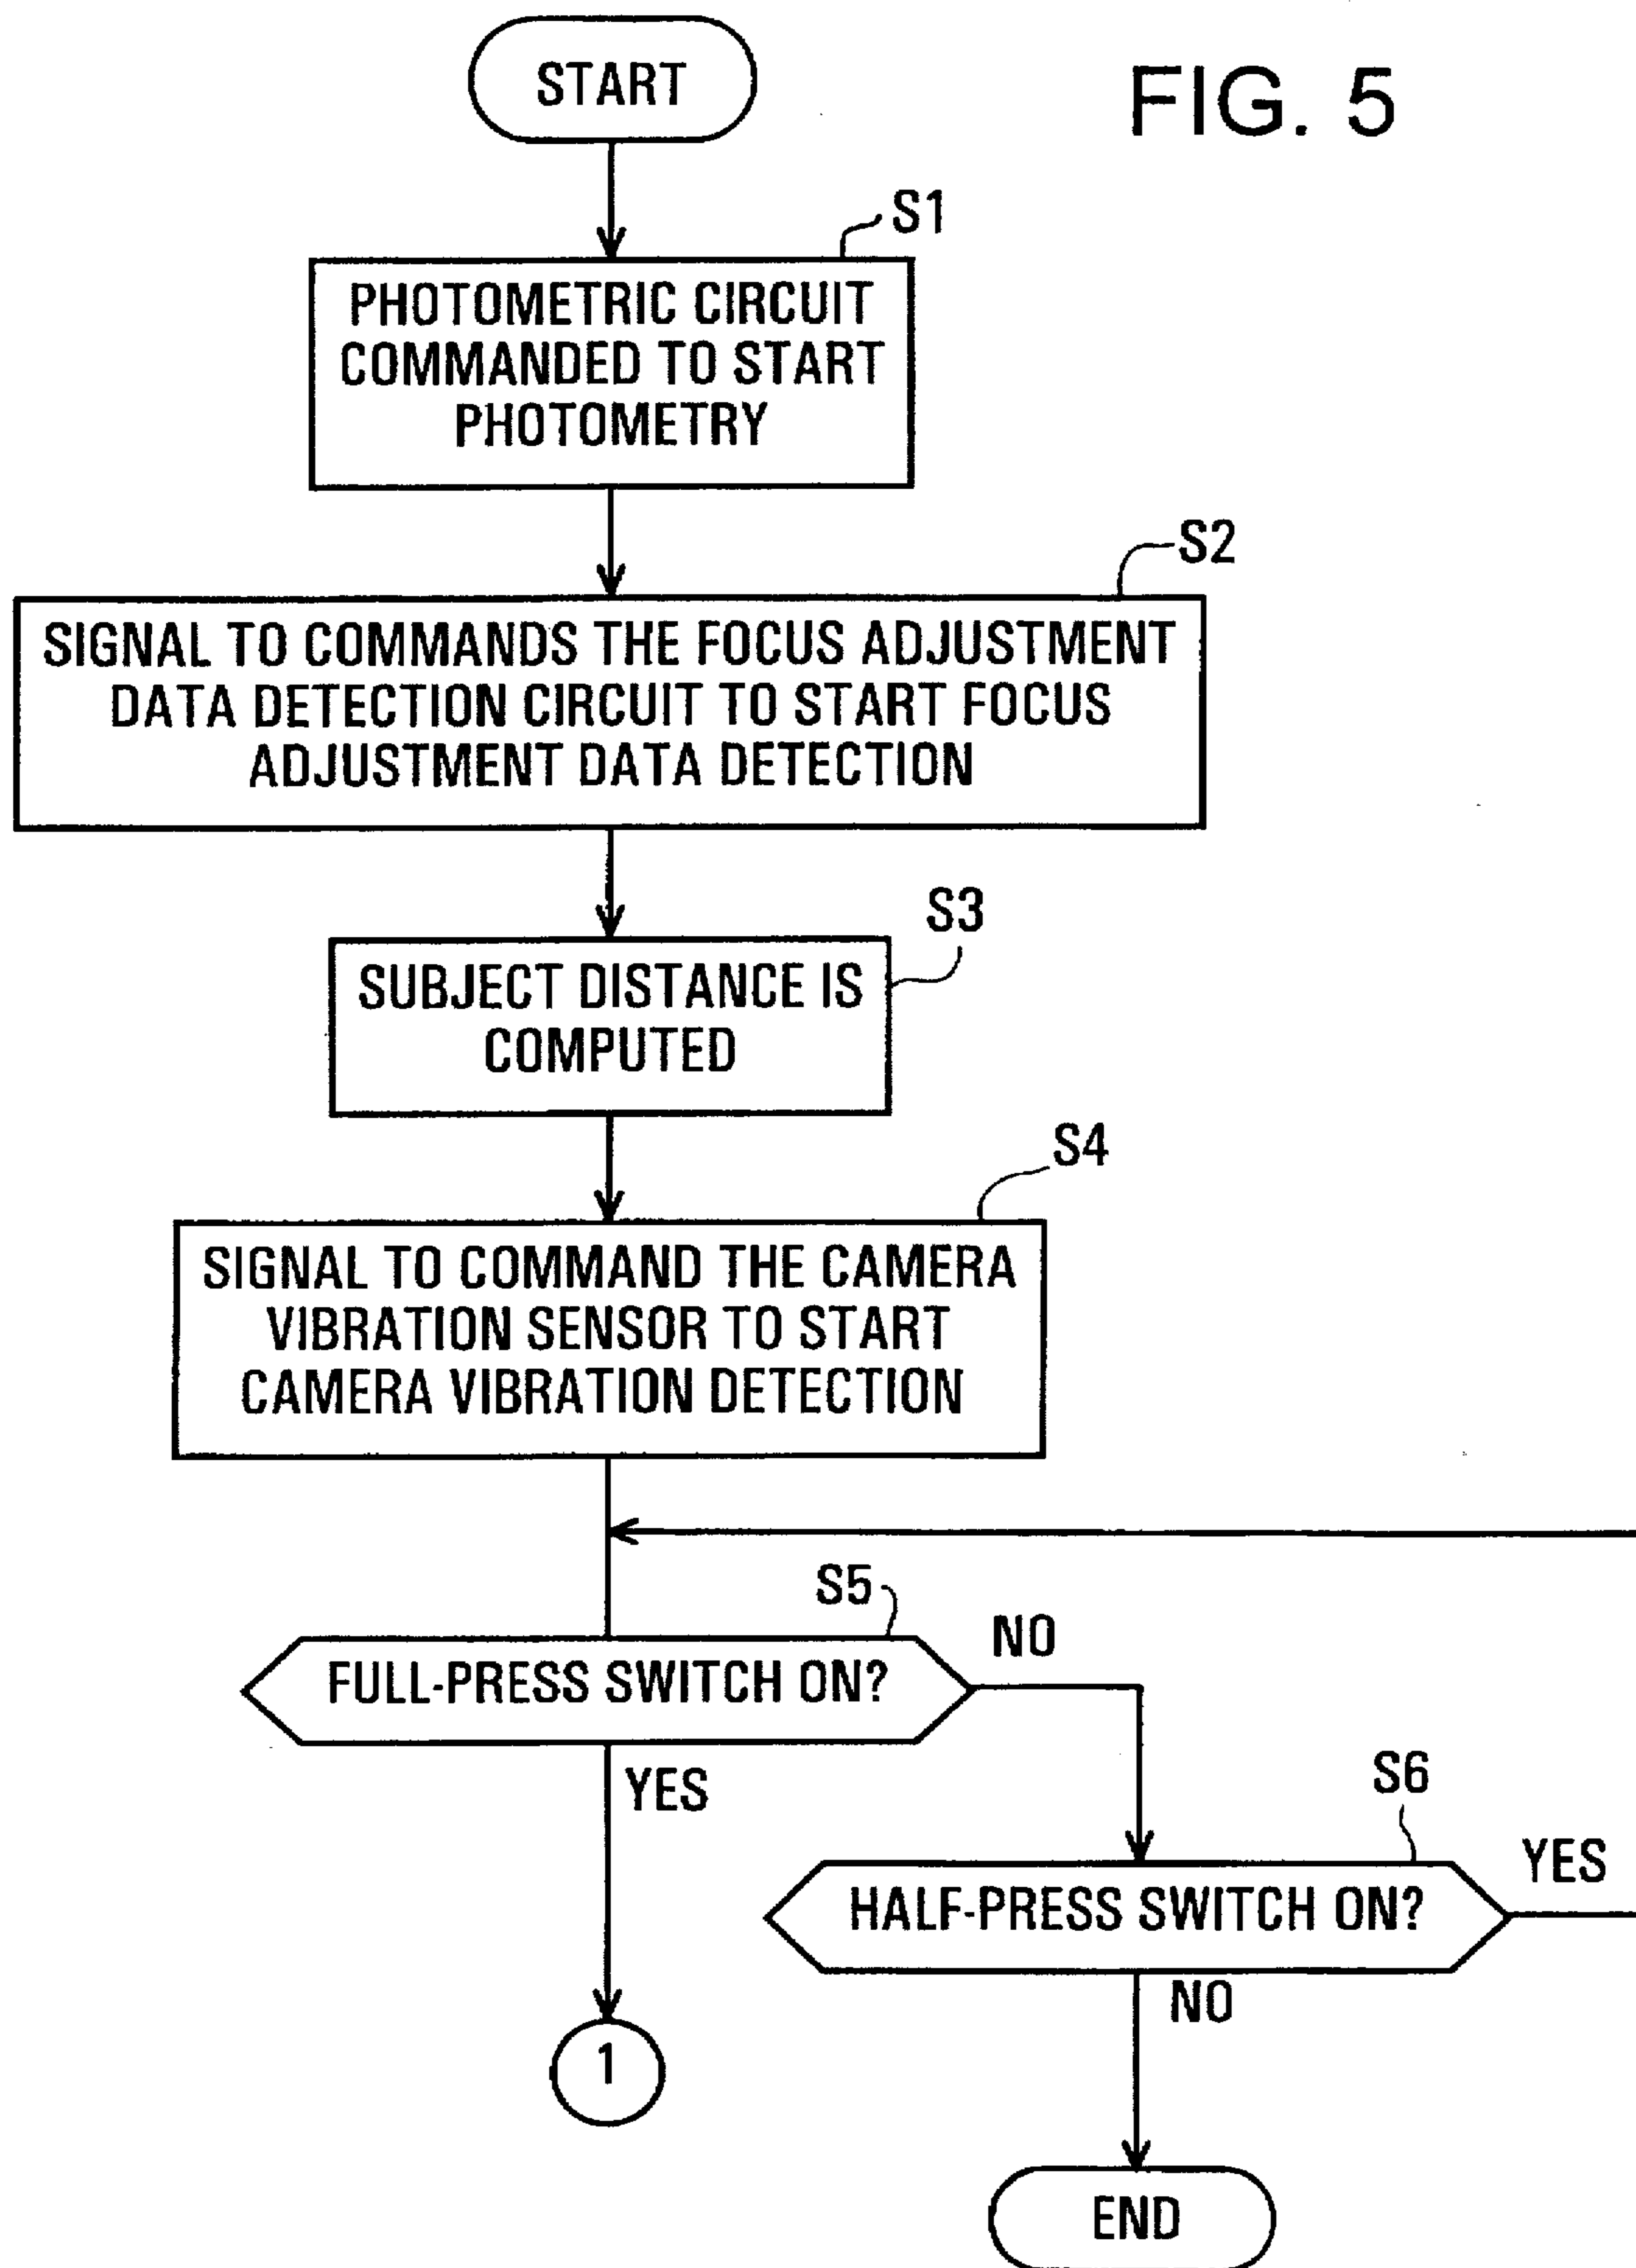 START
FIG. 5
S1
PHOTOMETRIC CIRCUIT
COMMANDED TO START
PHOTOMETRY
S2
SIGNAL TO COMMANDS THE FOCUS ADJUSTMENT
DATA DETECTION CIRCUIT TO START FOCUS
ADJUSTMENT DATA DETECTION
S3
SUBJECT DISTANCE IS
COMPUTED
S4
SIGNAL TO COMMAND THE CAMERA
VIBRATION SENSOR TO START
CAMERA VIBRATION DETECTION
S5
NO
FULL-PRESS SWITCH ON?
YES
S6
YES
HALF-PRESS SWITCH ON?
NO
1
END